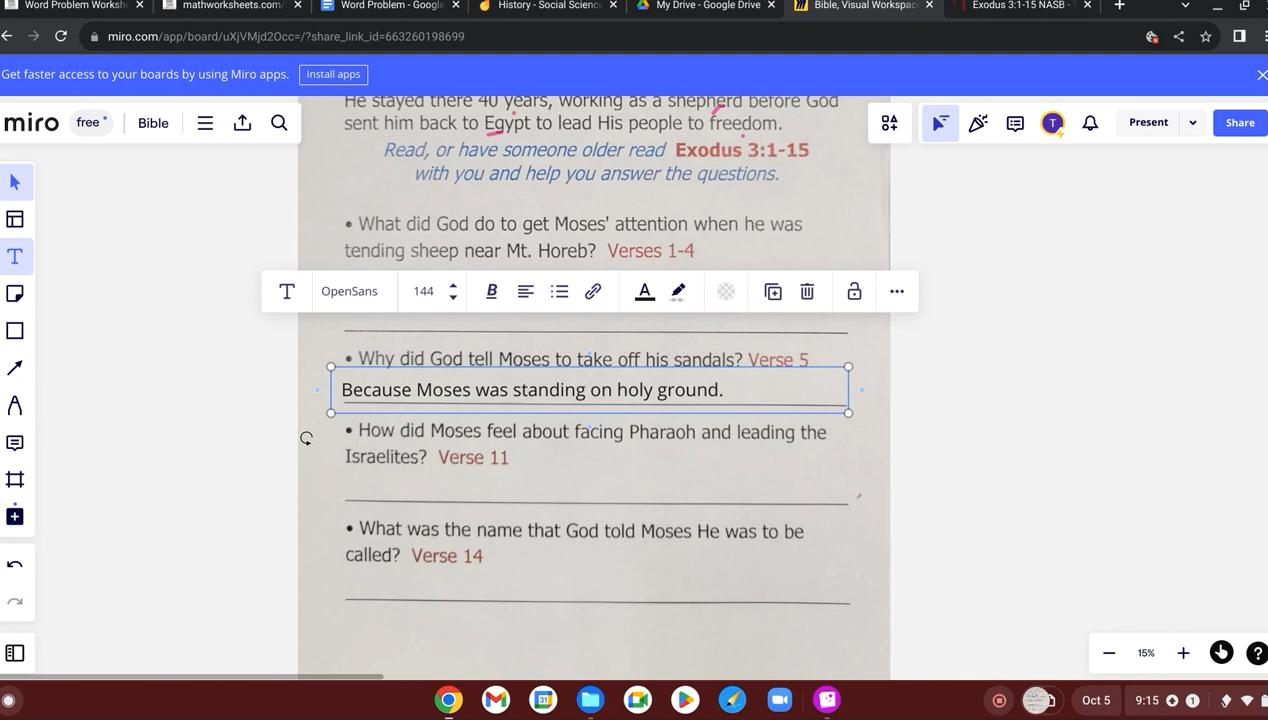 Word Problem Worksh
mathworksheets.com/
Word Problem - Google
History - Social Science
My Drive - Google Drive
Bible, Visual Workspac
Exodus 3:1-15 NASB -
miro.com/app/board/uXjVMjd2Occ=/?share_link_id=663260198699
Get faster access to your boards by using Miro apps.
Install apps
miro
free
Bible
Present
Share
He stayed there 40 years, working as a shepherd before God
sent him back to Egypt to lead His people to freedom.
Read, or have someone older read Exodus 3:1-15
with you and help you answer the questions.
• What did God do to get Moses' attention when he was
tending sheep near Mt. Horeb? Verses 1-4
OpenSans
144
B
A
• Why did God tell Moses to take off his sandals? Verse 5
Because Moses was standing on holy ground.
• How did Moses feel about facing Pharaoh and leading the
Israelites? Verse 11
• What was the name that God told Moses He was to be
called? Verse 14
15%
Oct 5
9:15